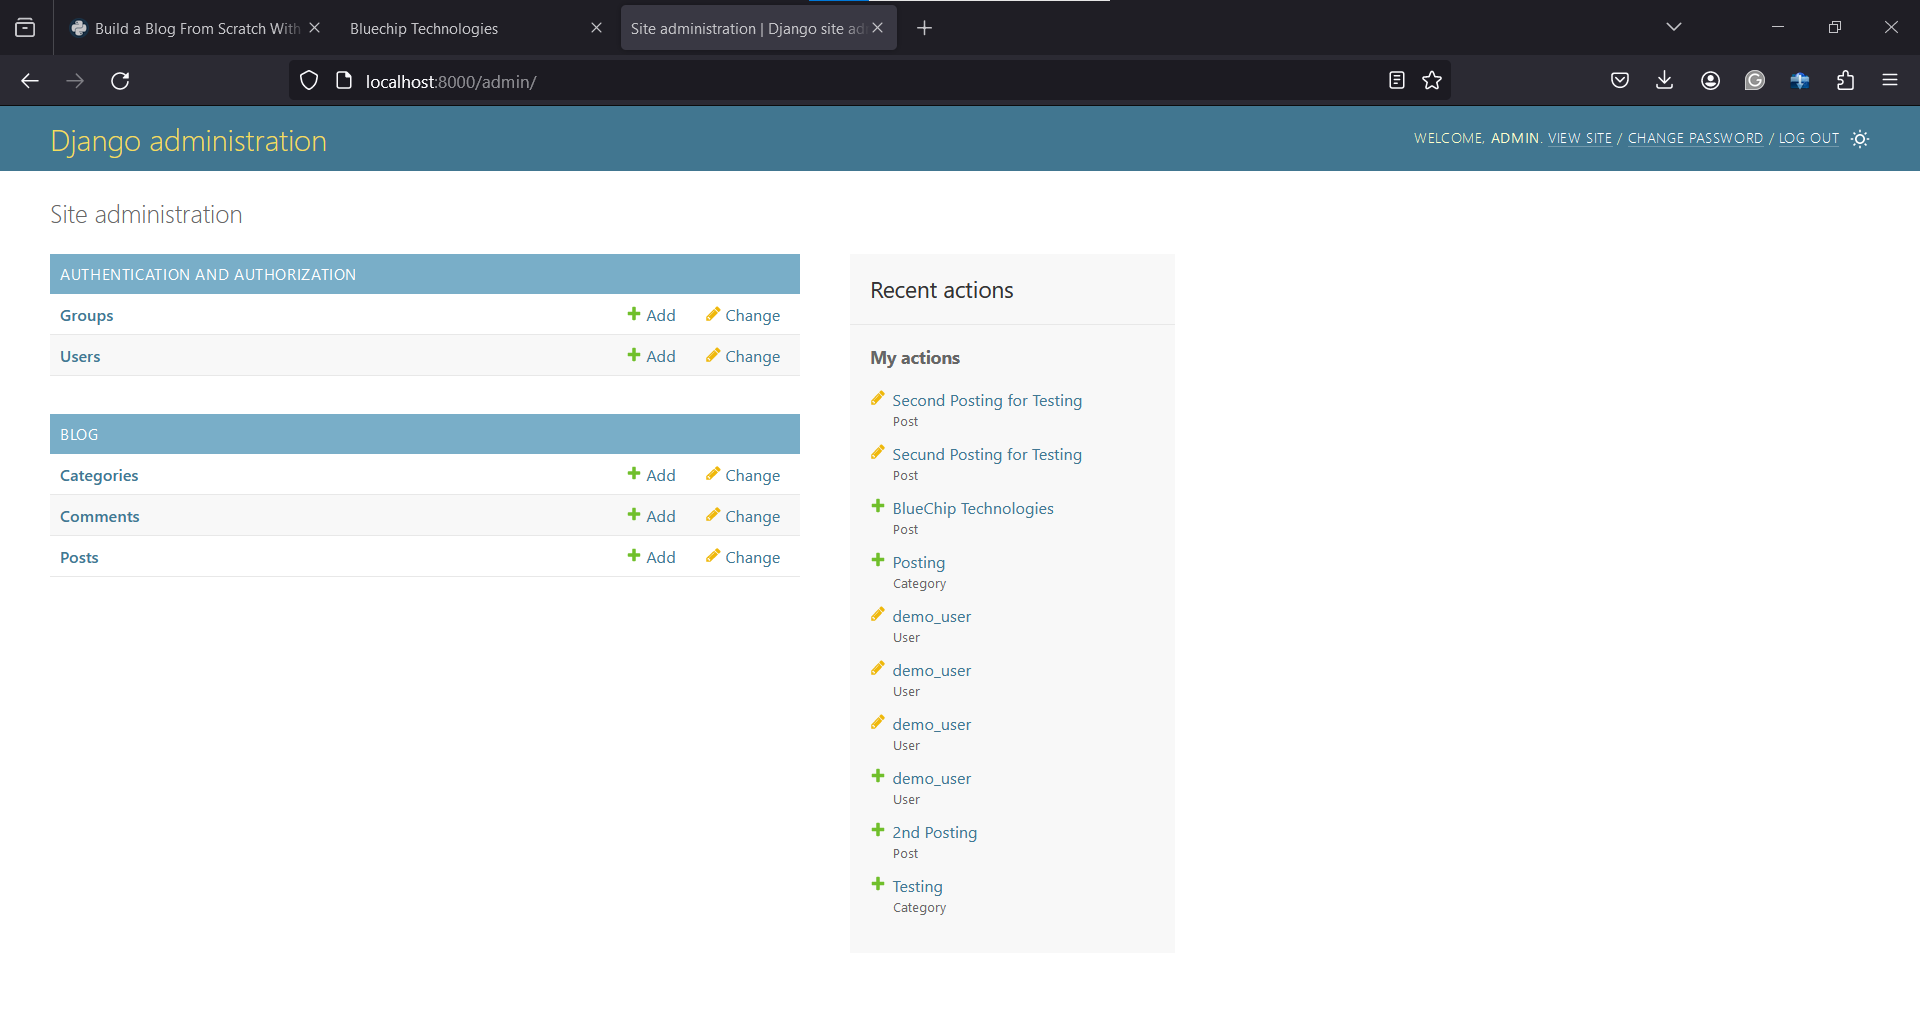 Build a Blog From Scratch With
Bluechip Technologies
Site administration | Django site ad
localhost:8000/admin/
Django administration
WELCOME, ADMIN. VIEW SITE / CHANGE PASSWORD / LOG OUT
Site administration
AUTHENTICATION AND AUTHORIZATION
Groups Add Change
Users Add Change
BLOG
Categories Add Change
Comments Add Change
Posts Add Change
Recent actions
My actions
Second Posting for Testing
Post
Secund Posting for Testing
Post
BlueChip Technologies
Post
Posting
Category
demo_user
User
demo_user
User
demo_user
User
demo_user
User
2nd Posting
Post
Testing
Category